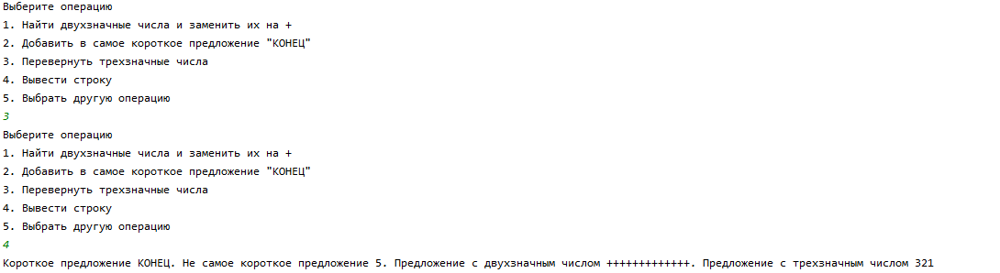 Выберите операцию
1. Найти двухзначные числа и заменить их на +
2. Добавить в самое короткое предложение "КОНЕЦ"
3. Перевернуть трехзначные числа
4. Вывести строку
5. Выбрать другую операцию
3
Выберите операцию
1. Найти двухзначные числа и заменить их на +
2. Добавить в самое короткое предложение "КОНЕЦ"
3. Перевернуть трехзначные числа
4. Вывести строку
5. Выбрать другую операцию
4
Короткое предложение КОНЕЦ. Не самое короткое предложение 5. Предложение с двухзначным числом +++++++++++++. Предложение с трехзначным числом 321